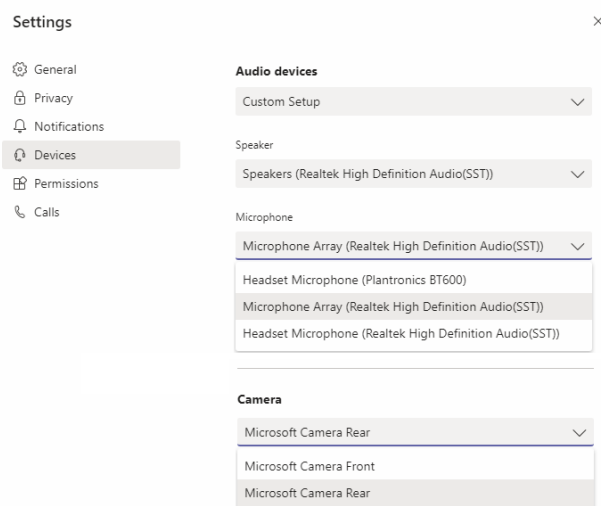 Settings
General
Privacy
Notifications
Devices
Permissions
Calls
Audio devices
Custom Setup
Speaker
Speakers (Realtek High Definition Audio(SST))
Microphone
Microphone Array (Realtek High Definition Audio(SST))
Headset Microphone (Plantronics BT600)
Microphone Array (Realtek High Definition Audio(SST))
Headset Microphone (Realtek High Definition Audio(SST))
Camera
Microsoft Camera Rear
Microsoft Camera Front
Microsoft Camera Rear